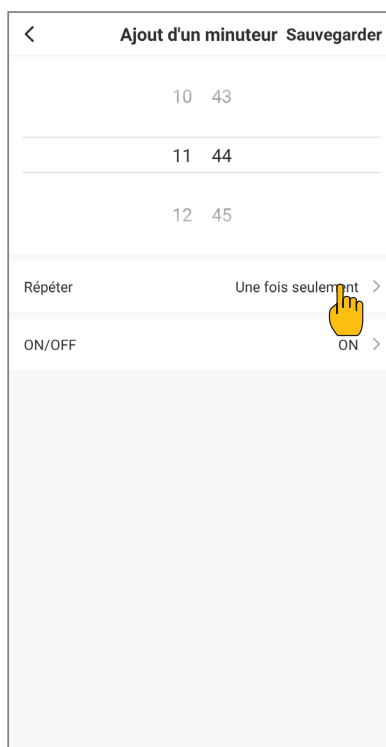 Ajout d'un minuteur Sauvegarder
10 43
11 44
12 45
Répéter Une fois seulement
ON/OFF ON